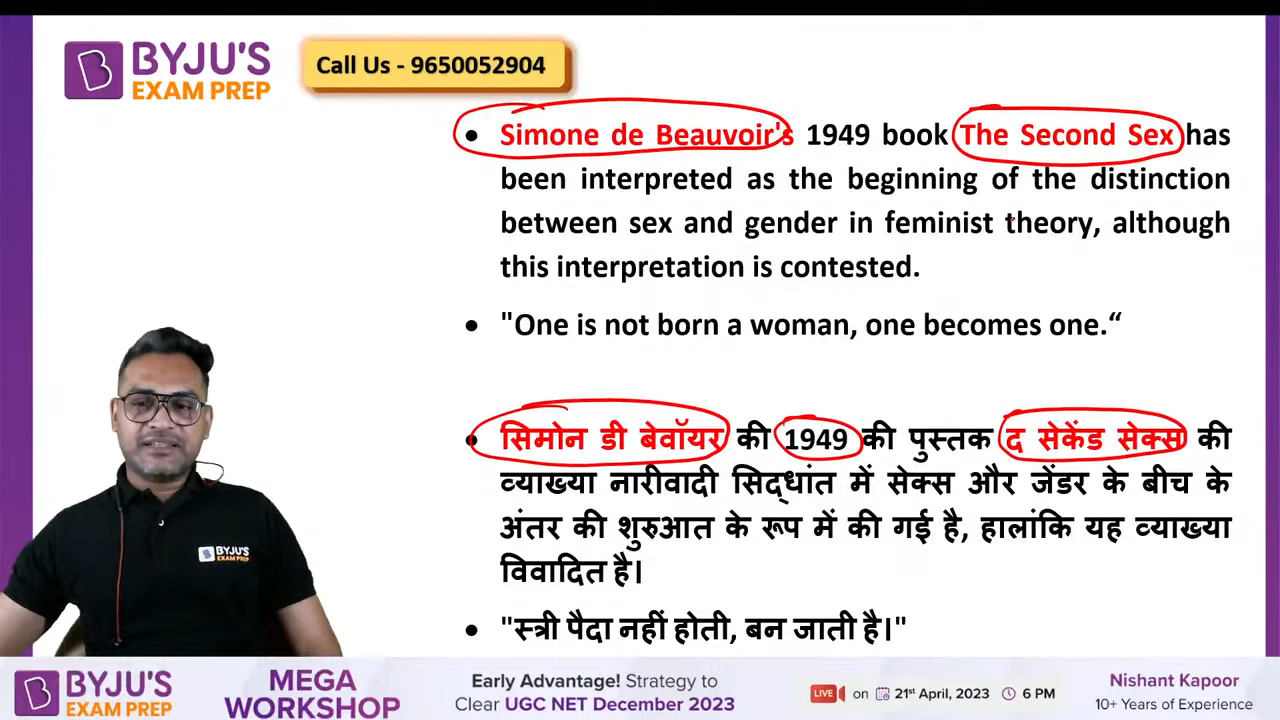 BYJU'S
EXAM PREP
Call Us - 9650052904
• Simone de Beauvoir's 1949 book The Second Sex has
been interpreted as the beginning of the distinction
between sex and gender in feminist theory, although
this interpretation is contested.
• "One is not born a woman, one becomes one.“
• सिमोन डी बेवॉयर की 1949 की पुस्तक द सेकेंड सेक्स की
व्याख्या नारीवादी सिद्धांत में सेक्स और जेंडर के बीच के
अंतर की शुरुआत के रूप में की गई है, हालांकि यह व्याख्या
विवादित है।
• "स्त्री पैदा नहीं होती, बन जाती है।"
BYJU'S
EXAM PREP
BYJU'S
EXAM PREP
MEGA
WORKSHOP
Early Advantage! Strategy to
Clear UGC NET December 2023
LIVE on 21st April, 2023 6 PM
Nishant Kapoor
10+ Years of Experience